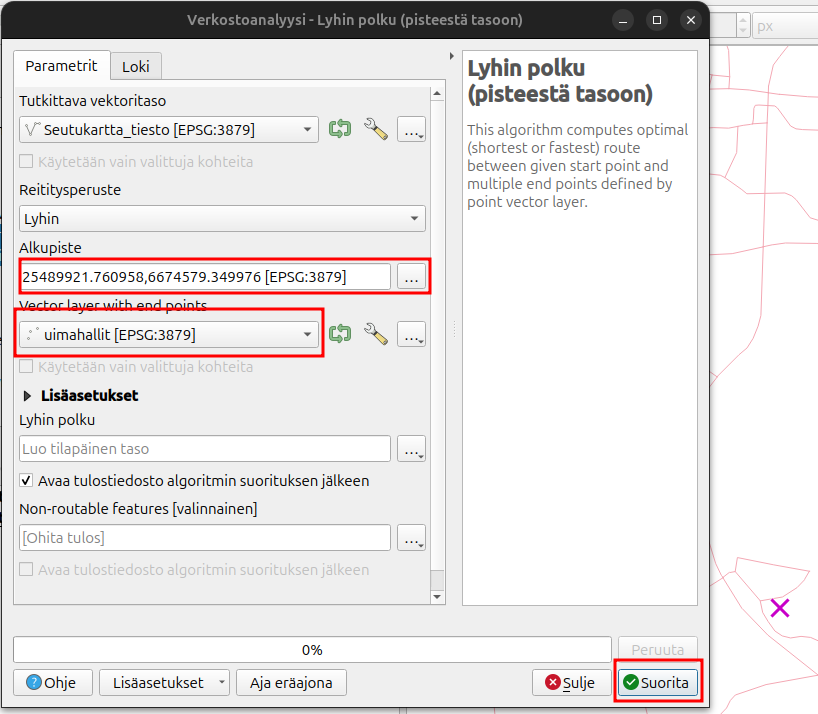 Verkostoanalyysi - Lyhin polku (pisteestä tasoon)
px
Parametrit
Loki
Tutkittava vektoritaso
Seutukartta_tiesto [EPSG:3879]
…
Käytetään vain valittuja kohteita
Reititysperuste
Lyhin
Alkupiste
25489921.760958,6674579.349976 [EPSG:3879]
…
Vector layer with end points
uimahallit [EPSG:3879]
…
Käytetään vain valittuja kohteita
Lisäasetukset
Lyhin polku
Luo tilapäinen taso
…
Avaa tulostiedosto algoritmin suorituksen jälkeen
Non-routable features [valinnainen]
[Ohita tulos]
…
Avaa tulostiedosto algoritmin suorituksen jälkeen
Lyhin polku
(pisteestä tasoon)
This algorithm computes optimal
(shortest or fastest) route
between given start point and
multiple end points defined by
point vector layer.
0%
Peruuta
Ohje
Lisäasetukset
Aja eräajona
Sulje
Suorita